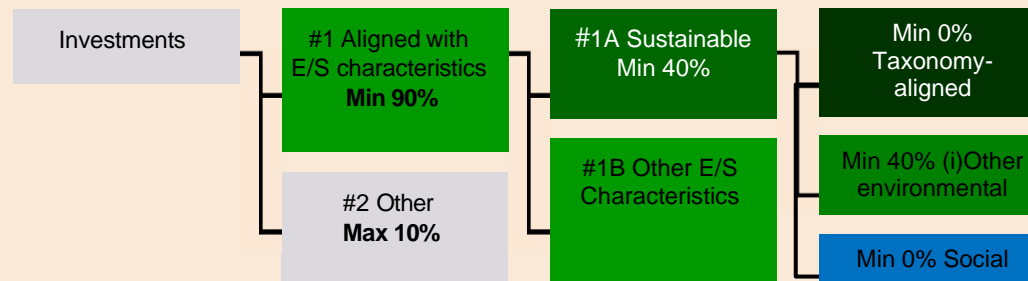 Investments
#1 Aligned with
E/S characteristics
Min 90%
#2 Other
Max 10%
#1A Sustainable
Min 40%
#1B Other E/S
Characteristics
Min 0%
Taxonomy-
aligned
Min 40% (i)Other
environmental
Min 0% Social